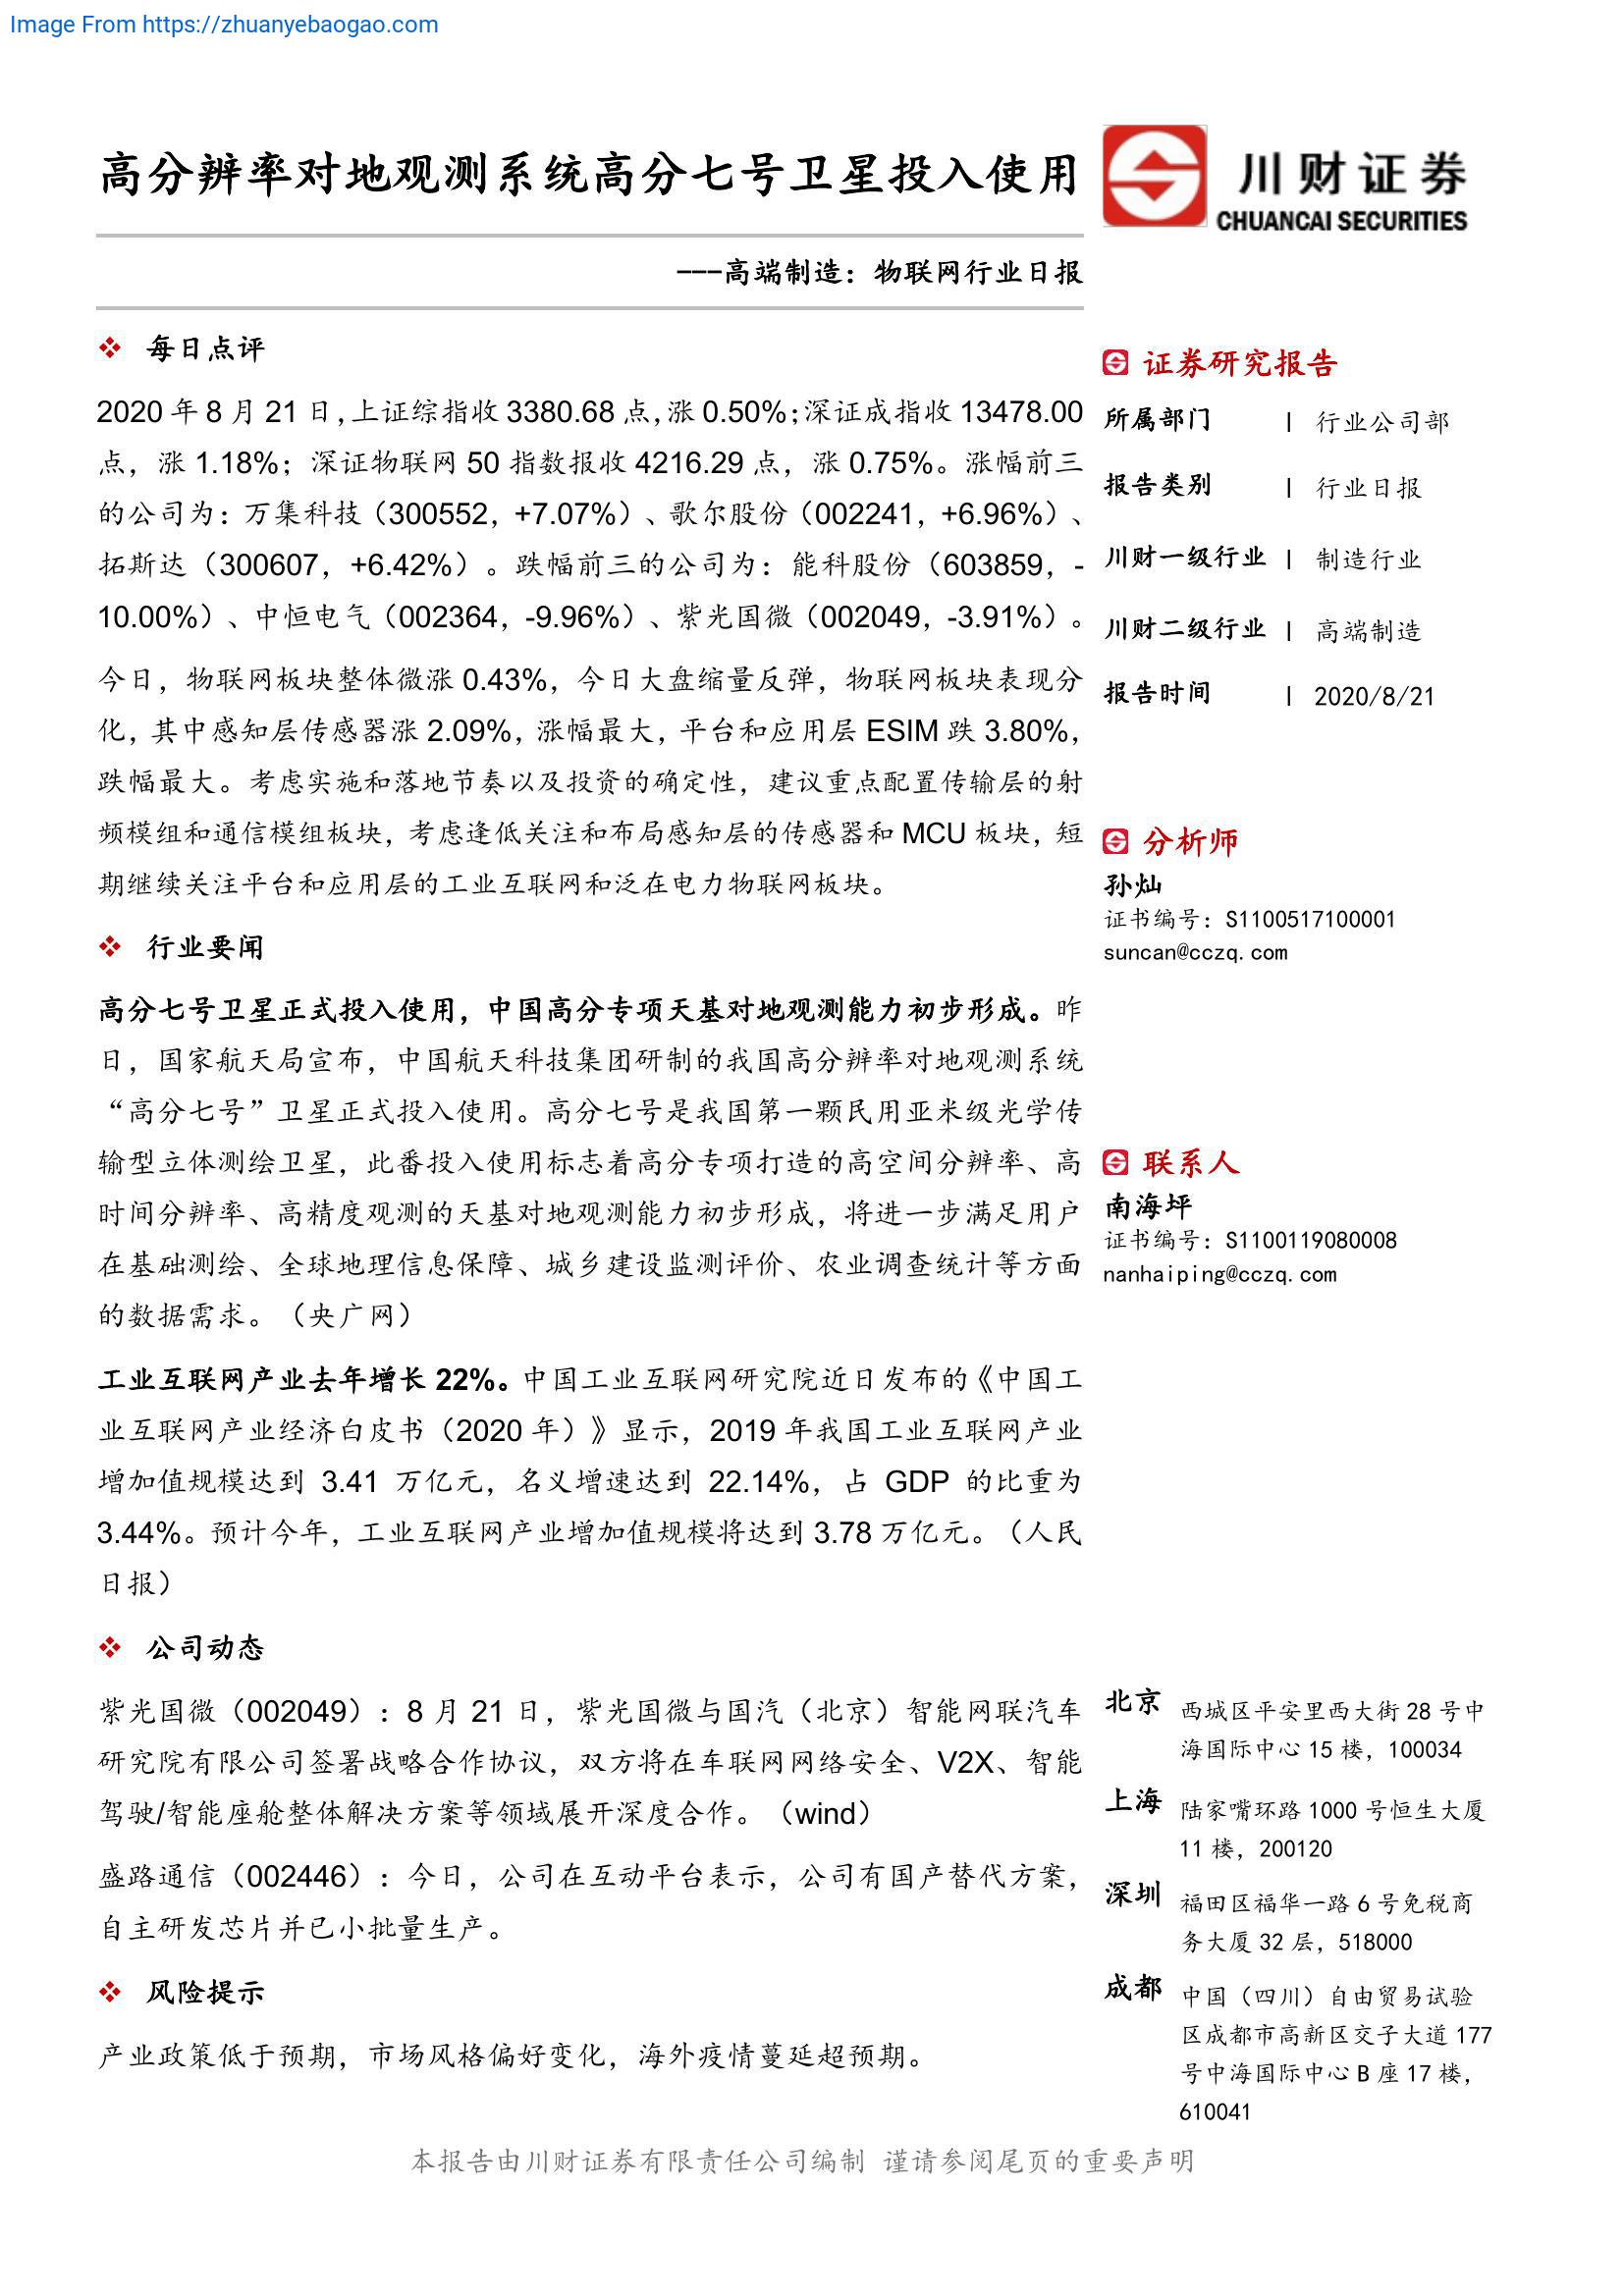 Image From https://zhuanyebaogao.com
高分辨率对地观测系统高分七号卫星投入使用
川财证券
CHUANCAI SECURITIES
---高端制造：物联网行业日报
每日点评
2020 年 8 月 21 日，上证综指收 3380.68 点，涨 0.50%；深证成指收 13478.00
点，涨 1.18%；深证物联网 50 指数报收 4216.29 点，涨 0.75%。涨幅前三
的公司为：万集科技（300552，+7.07%）、歌尔股份（002241，+6.96%）、
拓斯达（300607，+6.42%）。跌幅前三的公司为：能科股份（603859，-
10.00%）、中恒电气（002364，-9.96%）、紫光国微（002049，-3.91%）。
今日，物联网板块整体微涨 0.43%，今日大盘缩量反弹，物联网板块表现分
化，其中感知层传感器涨 2.09%，涨幅最大，平台和应用层 ESIM 跌 3.80%，
跌幅最大。考虑实施和落地节奏以及投资的确定性，建议重点配置传输层的射
频模组和通信模组板块，考虑逢低关注和布局感知层的传感器和 MCU 板块，短
期继续关注平台和应用层的工业互联网和泛在电力物联网板块。
行业要闻
高分七号卫星正式投入使用，中国高分专项天基对地观测能力初步形成。昨
日，国家航天局宣布，中国航天科技集团研制的我国高分辨率对地观测系统
“高分七号”卫星正式投入使用。高分七号是我国第一颗民用亚米级光学传
输型立体测绘卫星，此番投入使用标志着高分专项打造的高空间分辨率、高
时间分辨率、高精度观测的天基对地观测能力初步形成，将进一步满足用户
在基础测绘、全球地理信息保障、城乡建设监测评价、农业调查统计等方面
的数据需求。（央广网）
工业互联网产业去年增长 22%。中国工业互联网研究院近日发布的《中国工
业互联网产业经济白皮书（2020 年）》显示，2019 年我国工业互联网产业
增加值规模达到 3.41 万亿元，名义增速达到 22.14%，占 GDP 的比重为
3.44%。预计今年，工业互联网产业增加值规模将达到 3.78 万亿元。（人民
日报）
公司动态
紫光国微（002049）：8 月 21 日，紫光国微与国汽（北京）智能网联汽车
研究院有限公司签署战略合作协议，双方将在车联网网络安全、V2X、智能
驾驶/智能座舱整体解决方案等领域展开深度合作。（wind）
盛路通信（002446）：今日，公司在互动平台表示，公司有国产替代方案，
自主研发芯片并已小批量生产。
风险提示
产业政策低于预期，市场风格偏好变化，海外疫情蔓延超预期。
证券研究报告
所属部门 | 行业公司部
报告类别 | 行业日报
川财一级行业 | 制造行业
川财二级行业 | 高端制造
报告时间 | 2020/8/21
分析师
孙灿
证书编号：S1100517100001
suncan@cczq.com
联系人
南海坪
证书编号：S1100119080008
nanhaiping@cczq.com
北京 西城区平安里西大街 28 号中
海国际中心 15 楼，100034
上海 陆家嘴环路 1000 号恒生大厦
11 楼，200120
深圳 福田区福华一路 6 号免税商
务大厦 32 层，518000
成都 中国（四川）自由贸易试验
区成都市高新区交子大道 177
号中海国际中心 B 座 17 楼，
610041
本报告由川财证券有限责任公司编制 谨请参阅尾页的重要声明